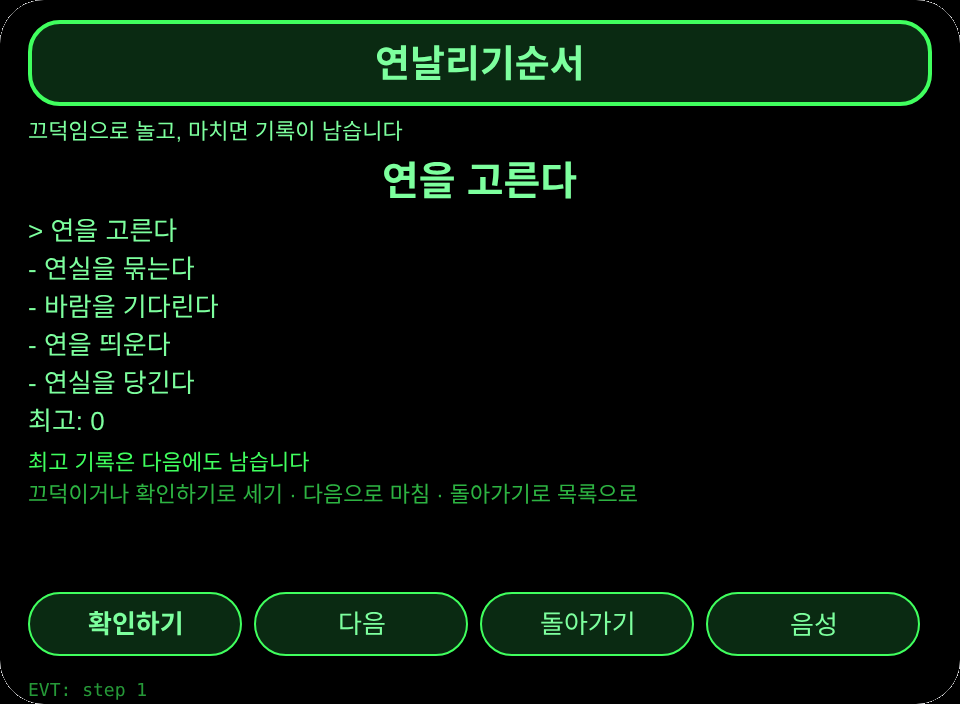 연날리기순서
끄덕임으로 놀고, 마치면 기록이 남습니다
연을 고른다
> 연을 고른다
- 연실을 묶는다
- 바람을 기다린다
- 연을 띄운다
- 연실을 당긴다
최고: 0
최고 기록은 다음에도 남습니다
끄덕이거나 확인하기로 세기 · 다음으로 마침 · 돌아가기로 목록으로
확인하기
다음
돌아가기
음성
EVT: step 1